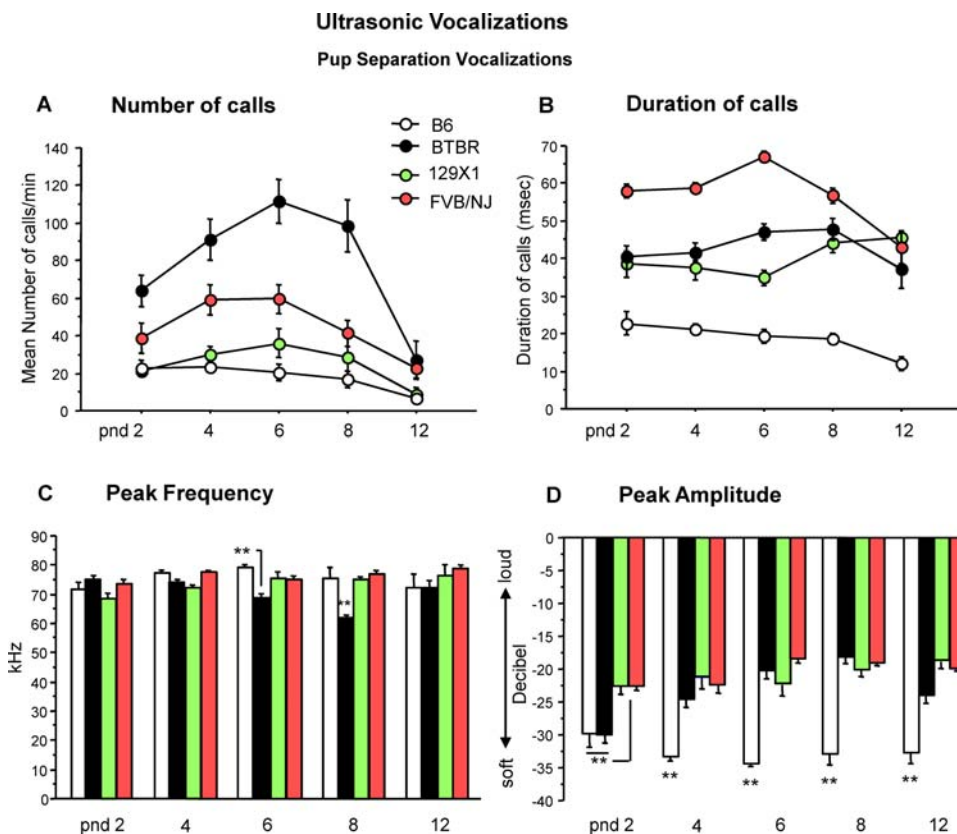 Ultrasonic Vocalizations
Pup Separation Vocalizations
A Number of calls
B6
BTBR
129X1
FVB/NJ
Mean Number of calls/min
140
120
100
80
60
40
20
0
pnd 2 4 6 8 12
B Duration of calls
Duration of calls (msec)
70
60
50
40
30
20
10
0
pnd 2 4 6 8 12
C Peak Frequency
kHz
90
80
70
60
50
40
30
20
10
0
**
**
pnd 2 4 6 8 12
D Peak Amplitude
soft loud
Decibel
0
-5
-10
-15
-20
-25
-30
-35
-40
** ** ** ** **
pnd 2 4 6 8 12